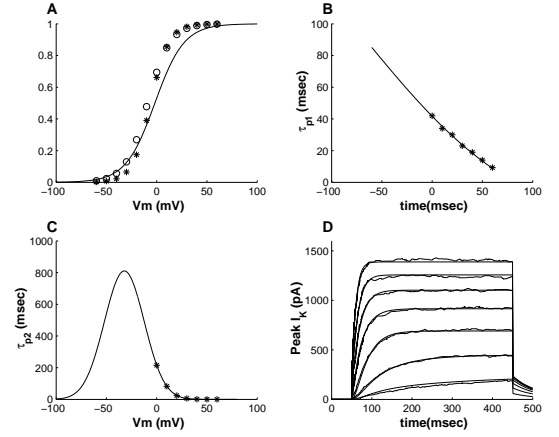 A
1
0.8
0.6
0.4
0.2
0
−100 −50 0 50 100
Vm (mV)
B
100
80
60
40
20
0
−100 −50 0 50 100
τp1 (msec)
time(msec)
C
1000
800
600
400
200
0
−100 −50 0 50 100
τp2 (msec)
Vm (mV)
D
1500
1000
500
0
100 200 300 400 500
Peak I_K (pA)
time(msec)